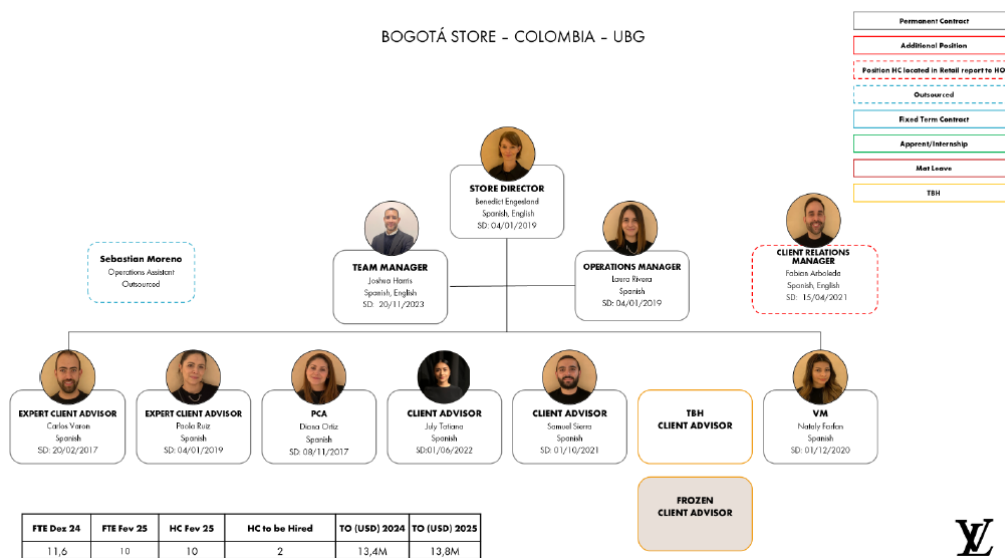 BOGOTÁ STORE – COLOMBIA – UBG
Permanent Contract
Additional Position
Position HC located in Retail report to HO
Outsourced
Fixed Term Contract
Apprent/Internship
Mat Leave
TBH
STORE DIRECTOR
Benedict Engesland
Spanish, English
SD: 04/01/2019
Sebastian Moreno
Operations Assistant
Outsourced
TEAM MANAGER
Joshua Harris
Spanish, English
SD: 20/11/2023
OPERATIONS MANAGER
Laura Rivera
Spanish
SD: 04/01/2019
CLIENT RELATIONS
MANAGER
Fabian Arboleda
Spanish, English
SD: 15/04/2021
EXPERT CLIENT ADVISOR
Carlos Varon
Spanish
SD: 20/02/2017
EXPERT CLIENT ADVISOR
Paola Ruiz
Spanish
SD: 04/01/2019
PCA
Diana Ortiz
Spanish
SD: 08/11/2017
CLIENT ADVISOR
July Tatiana
Spanish
SD:01/06/2022
CLIENT ADVISOR
Samuel Sierra
Spanish
SD: 01/10/2021
TBH
CLIENT ADVISOR
VM
Nataly Farfan
Spanish
SD: 01/12/2020
FROZEN
CLIENT ADVISOR
FTE Dez 24 FTE Fev 25 HC Fev 25 HC to be Hired TO (USD) 2024 TO (USD) 2025
11,6 10 10 2 13,4M 13,8M
LV